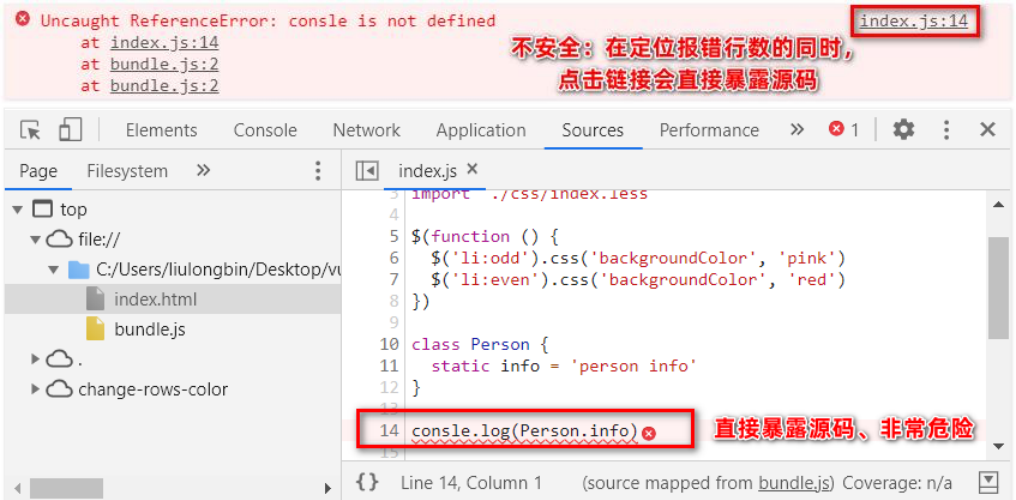 Uncaught ReferenceError: consle is not defined index.js:14
at index.js:14
at bundle.js:2
at bundle.js:2
不安全：在定位报错行数的同时，
点击链接会直接暴露源码
Elements Console Network Application Sources Performance » 1
Page Filesystem »
index.js ×
top
file://
C:/Users/liulongbin/Desktop/vu
index.html
bundle.js
.
change-rows-color
3 import './css/index.less
4
5 $(function () {
6 $('li:odd').css('backgroundColor', 'pink')
7 $('li:even').css('backgroundColor', 'red')
8 })
9
10 class Person {
11 static info = 'person info'
12 }
13
14 consle.log(Person.info)
直接暴露源码、非常危险
15
{} Line 14, Column 1 (source mapped from bundle.js) Coverage: n/a